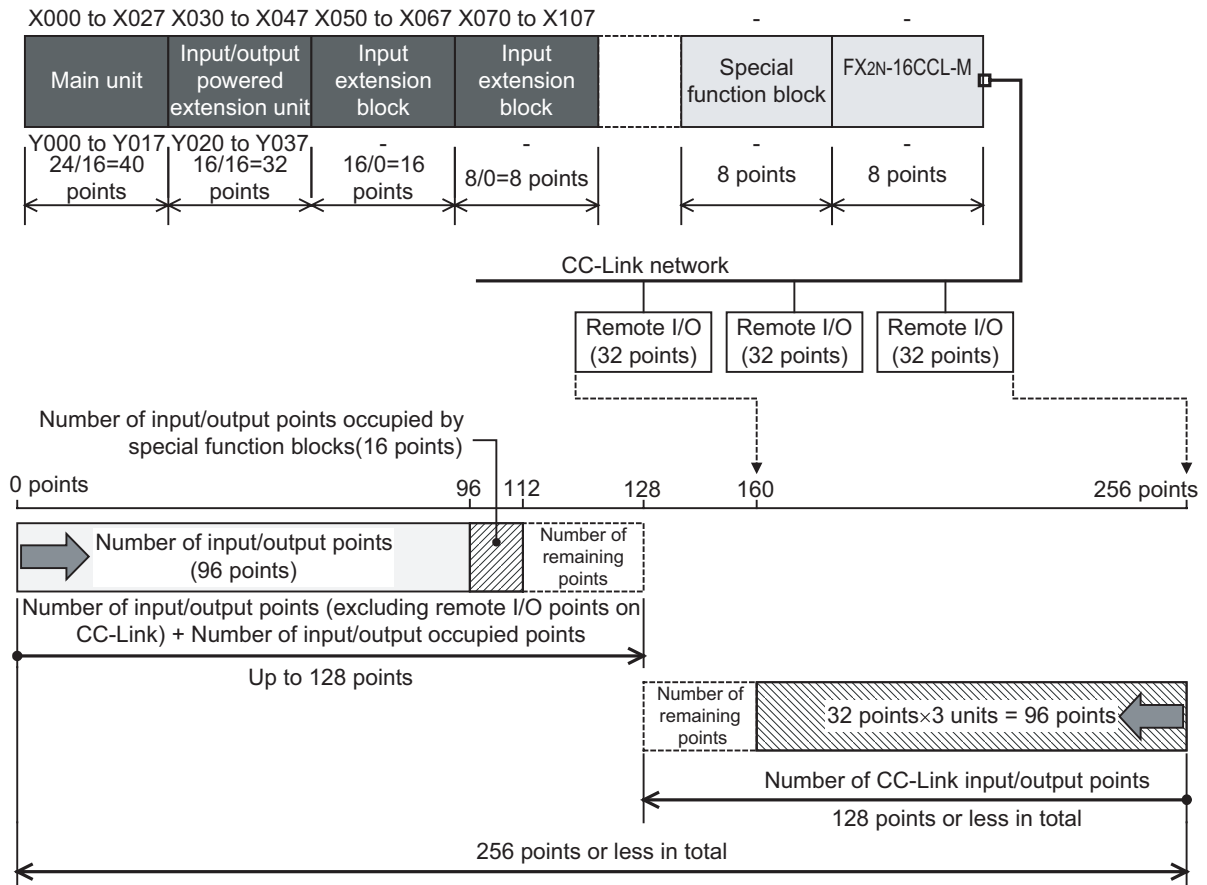 X000 to X027 X030 to X047 X050 to X067 X070 to X107 - -
Main unit
Input/output
powered
extension unit
Input
extension
block
Input
extension
block
Special
function block
FX2N-16CCL-M
Y000 to Y017 Y020 to Y037 - - - -
24/16=40
points
16/16=32
points
16/0=16
points
8/0=8 points
8 points
8 points
CC-Link network
Remote I/O
(32 points)
Remote I/O
(32 points)
Remote I/O
(32 points)
Number of input/output points occupied by
special function blocks(16 points)
0 points 96 112 128 160 256 points
Number of input/output points
(96 points)
Number of
remaining
points
Number of input/output points (excluding remote I/O points on
CC-Link) + Number of input/output occupied points
Up to 128 points
Number of
remaining
points
32 points×3 units = 96 points
Number of CC-Link input/output points
128 points or less in total
256 points or less in total